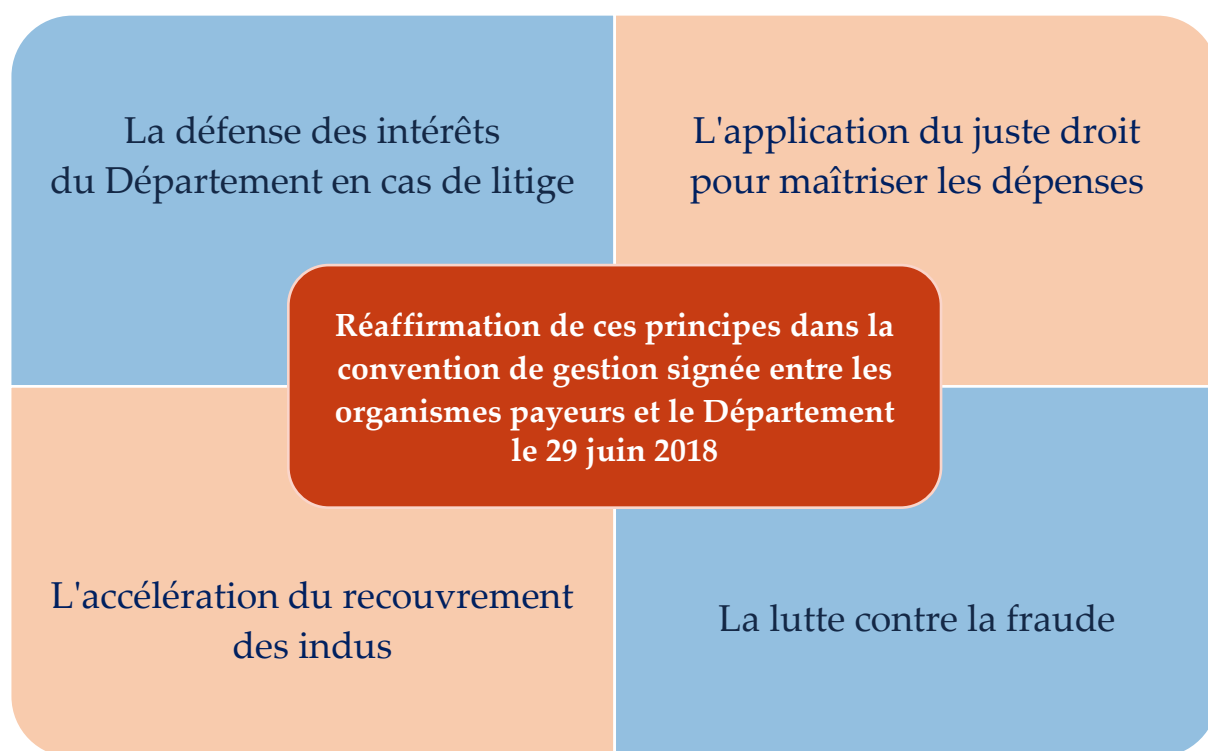 La défense des intérêts
du Département en cas de litige
L'application du juste droit
pour maîtriser les dépenses
Réaffirmation de ces principes dans la
convention de gestion signée entre les
organismes payeurs et le Département
le 29 juin 2018
L'accélération du recouvrement
des indus
La lutte contre la fraude